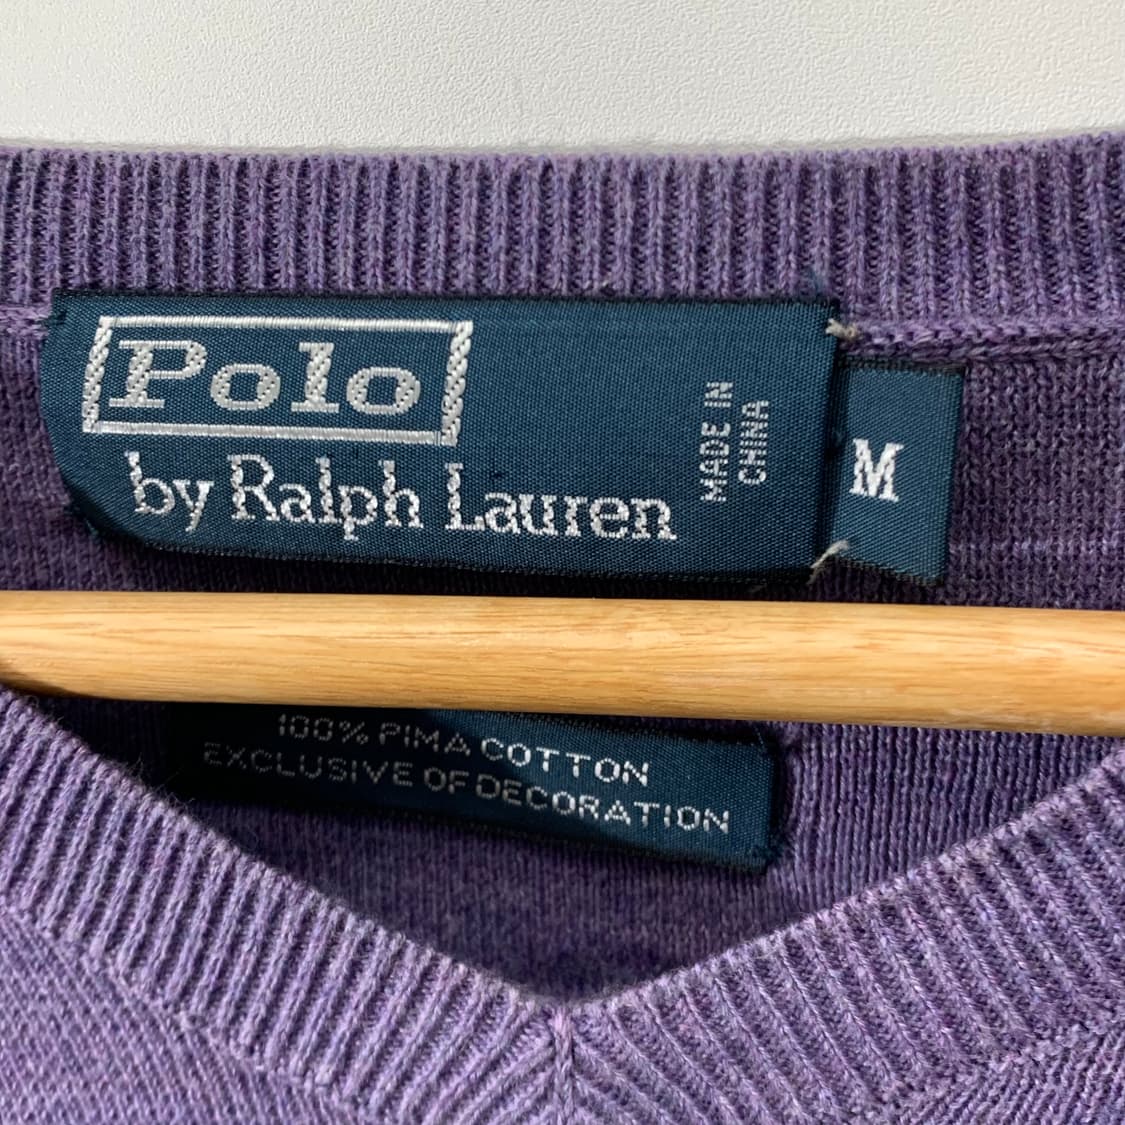 Polo
by Ralph Lauren
MADE IN
CHINA
M
100% PIMA COTTON
EXCLUSIVE OF DECORATION